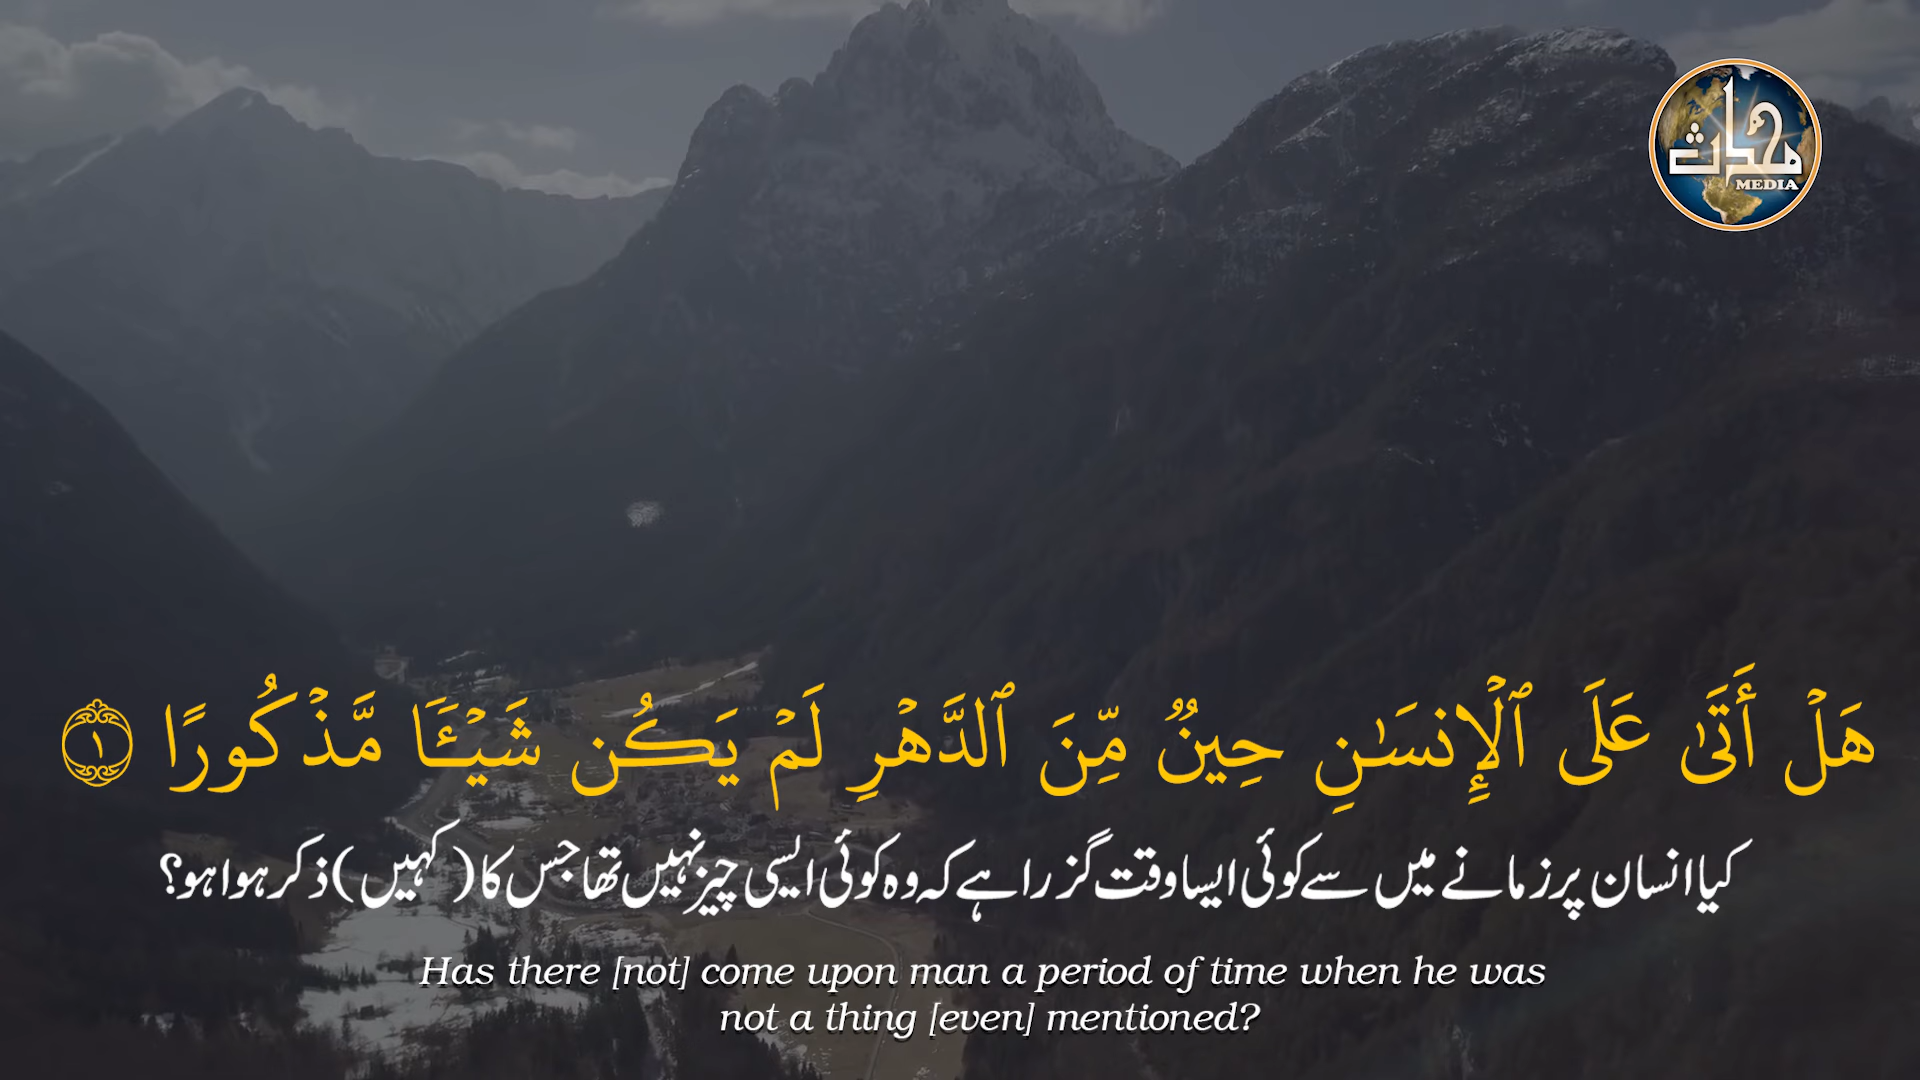 محدث
MEDIA
هَلۡ أَتَىٰ عَلَى ٱلۡإِنسَٰنِ حِينٞ مِّنَ ٱلدَّهۡرِ لَمۡ يَكُن شَيۡـٔٗا مَّذۡكُورًا ١
کیا انسان پر زمانے میں سے کوئی ایسا وقت گزرا ہے کہ وہ کوئی ایسی چیز نہیں تھا جس کا (کہیں) ذکر ہوا ہو؟
Has there [not] come upon man a period of time when he was
not a thing [even] mentioned?